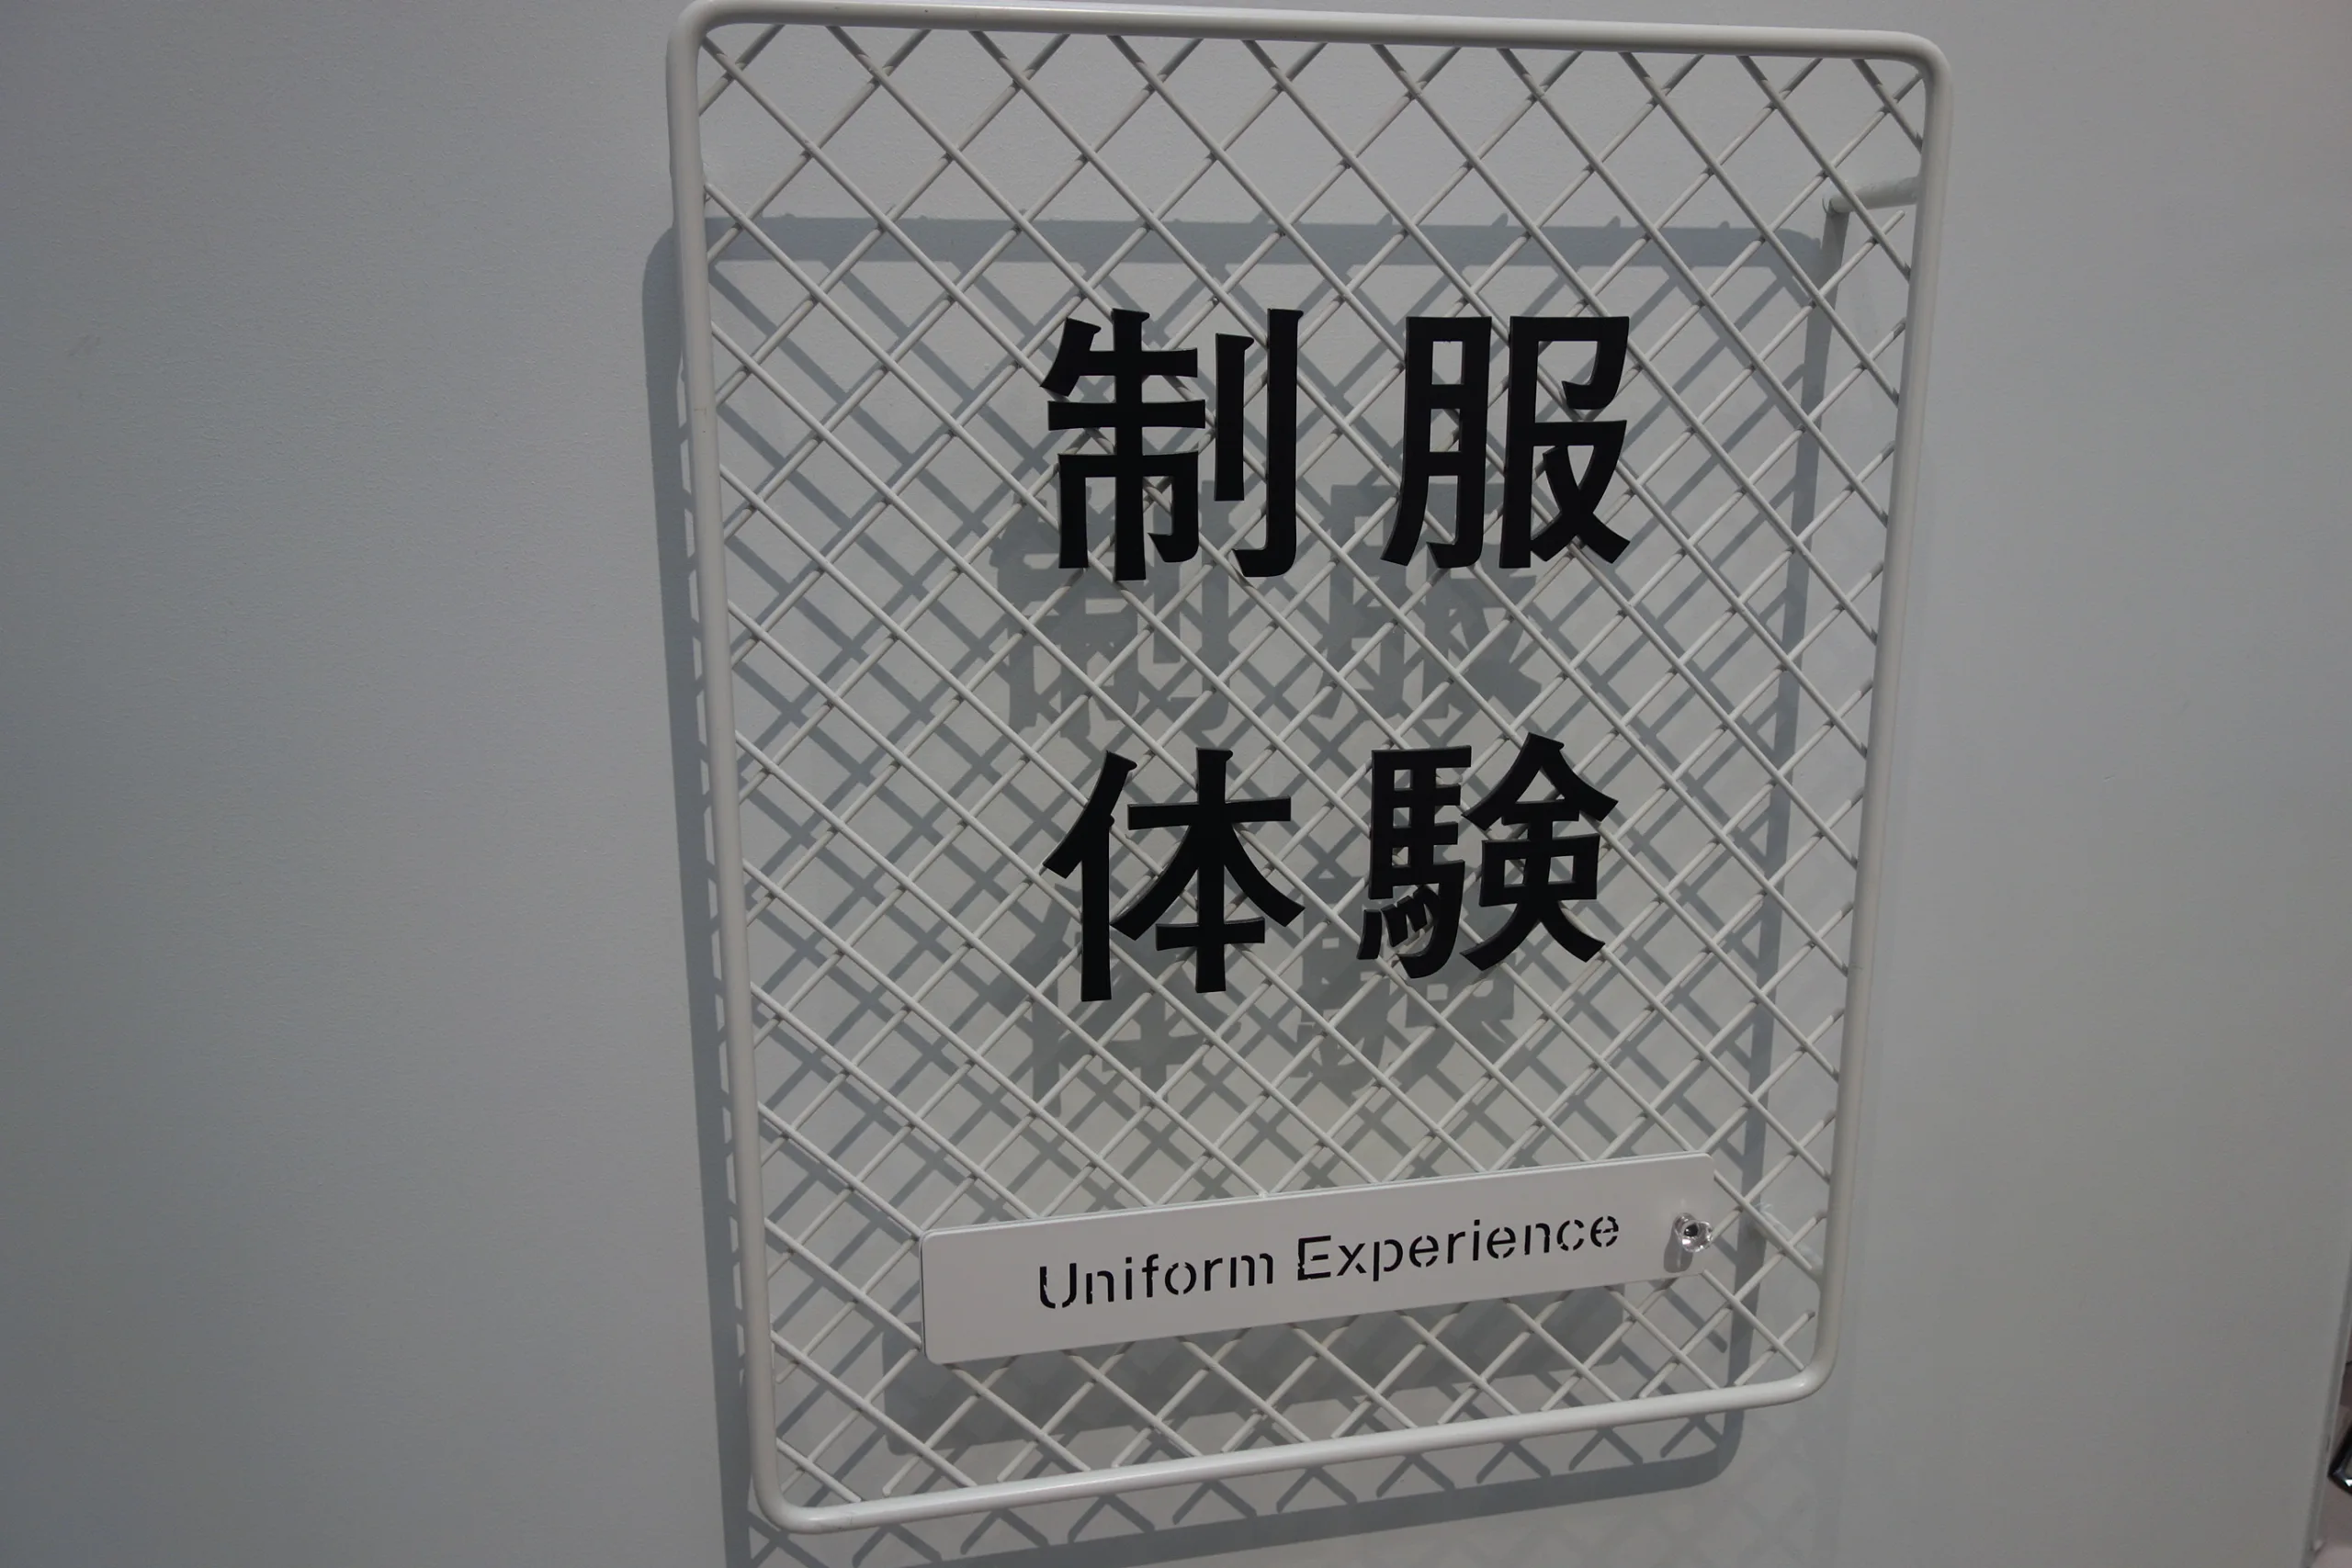 制服
体験
Uniform Experience